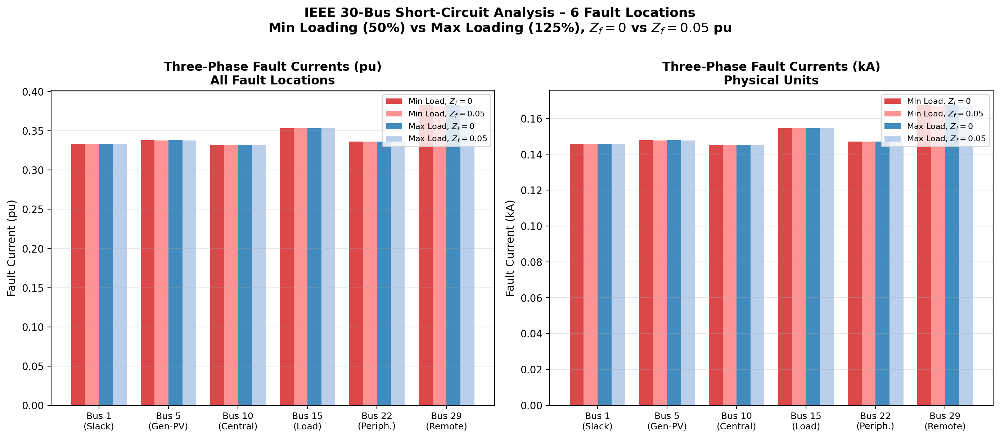 IEEE 30-Bus Short-Circuit Analysis – 6 Fault Locations
Min Loading (50%) vs Max Loading (125%), Z_f = 0 vs Z_f = 0.05 pu
Three-Phase Fault Currents (pu)
All Fault Locations
Fault Current (pu)
0.40
0.35
0.30
0.25
0.20
0.15
0.10
0.05
0.00
Min Load, Z_f = 0
Min Load, Z_f = 0.05
Max Load, Z_f = 0
Max Load, Z_f = 0.05
Bus 1
(Slack)
Bus 5
(Gen-PV)
Bus 10
(Central)
Bus 15
(Load)
Bus 22
(Periph.)
Bus 29
(Remote)
Three-Phase Fault Currents (kA)
Physical Units
Fault Current (kA)
0.16
0.14
0.12
0.10
0.08
0.06
0.04
0.02
0.00
Min Load, Z_f = 0
Min Load, Z_f = 0.05
Max Load, Z_f = 0
Max Load, Z_f = 0.05
Bus 1
(Slack)
Bus 5
(Gen-PV)
Bus 10
(Central)
Bus 15
(Load)
Bus 22
(Periph.)
Bus 29
(Remote)